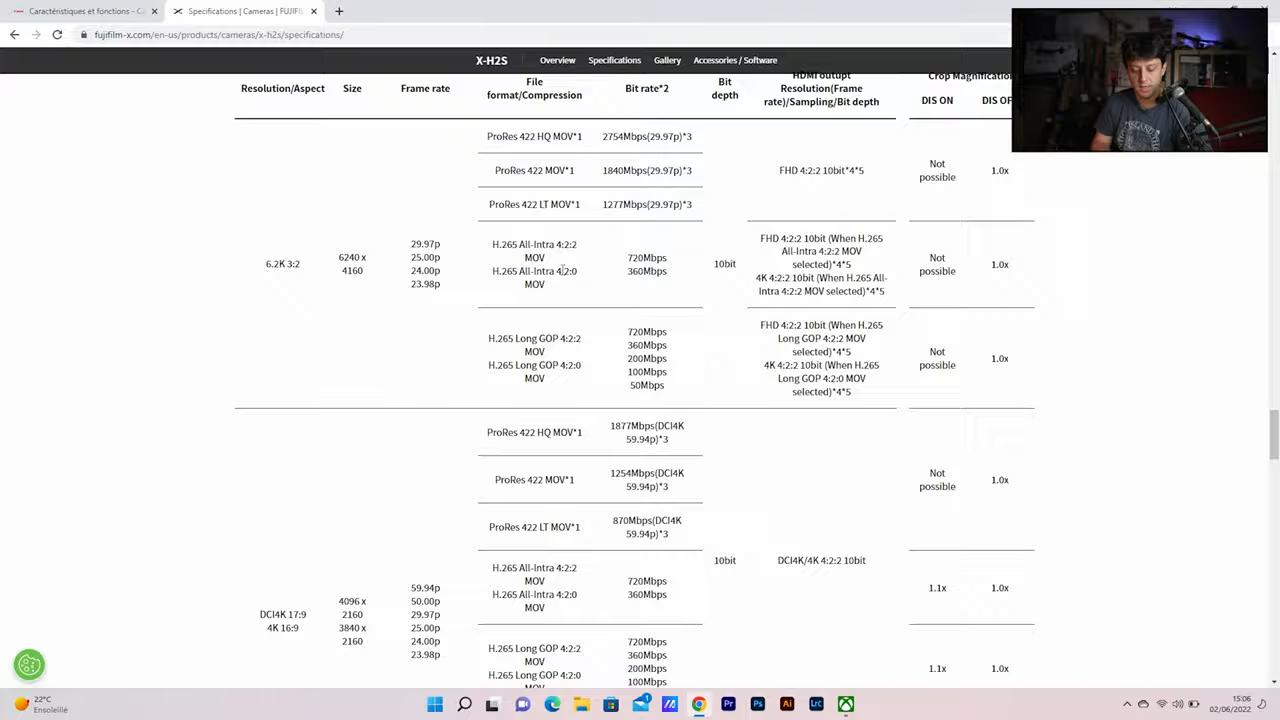 Caractéristiques et fonctions - C
Specifications | Cameras | FUJIFIL
fujifilm-x.com/en-us/products/cameras/x-h2s/specifications/
X-H2S
Overview
Specifications
Gallery
Accessories / Software
Resolution/Aspect
Size
Frame rate
File
format/Compression
Bit rate*2
Bit
depth
HDMI outupt
Resolution(Frame
rate)/Sampling/Bit depth
Crop Magnificatio
DIS ON
DIS OF
ProRes 422 HQ MOV*1
2754Mbps(29.97p)*3
ProRes 422 MOV*1
1840Mbps(29.97p)*3
FHD 4:2:2 10bit*4*5
Not
possible
1.0x
ProRes 422 LT MOV*1
1277Mbps(29.97p)*3
6.2K 3:2
6240 x
4160
29.97p
25.00p
24.00p
23.98p
H.265 All-Intra 4:2:2
MOV
H.265 All-Intra 4:2:0
MOV
720Mbps
360Mbps
10bit
FHD 4:2:2 10bit (When H.265
All-Intra 4:2:2 MOV
selected)*4*5
4K 4:2:2 10bit (When H.265 All-
Intra 4:2:2 MOV selected)*4*5
Not
possible
1.0x
H.265 Long GOP 4:2:2
MOV
H.265 Long GOP 4:2:0
MOV
720Mbps
360Mbps
200Mbps
100Mbps
50Mbps
FHD 4:2:2 10bit (When H.265
Long GOP 4:2:2 MOV
selected)*4*5
4K 4:2:2 10bit (When H.265
Long GOP 4:2:0 MOV
selected)*4*5
Not
possible
1.0x
ProRes 422 HQ MOV*1
1877Mbps(DCI4K
59.94p)*3
ProRes 422 MOV*1
1254Mbps(DCI4K
59.94p)*3
Not
possible
1.0x
ProRes 422 LT MOV*1
870Mbps(DCI4K
59.94p)*3
10bit
DCI4K/4K 4:2:2 10bit
DCI4K 17:9
4K 16:9
4096 x
2160
3840 x
2160
59.94p
50.00p
29.97p
25.00p
24.00p
23.98p
H.265 All-Intra 4:2:2
MOV
H.265 All-Intra 4:2:0
MOV
720Mbps
360Mbps
1.1x
1.0x
H.265 Long GOP 4:2:2
MOV
H.265 Long GOP 4:2:0
720Mbps
360Mbps
200Mbps
100Mbps
1.1x
1.0x
22°C
Ensoleillé
1
Pr
Ps
Ai
Lrc
15:06
02/06/2022